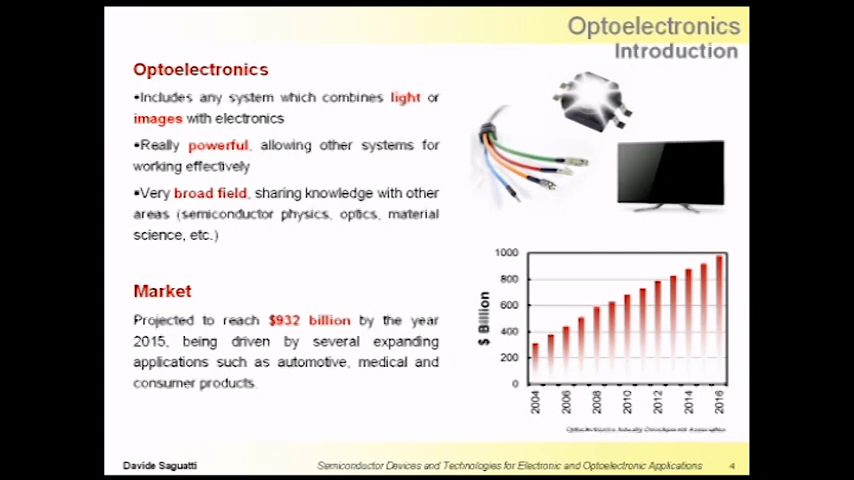 Optoelectronics
Introduction
Optoelectronics
•Includes any system which combines light or
images with electronics
•Really powerful, allowing other systems for
working effectively
•Very broad field, sharing knowledge with other
areas (semiconductor physics, optics, material
science, etc.)
Market
Projected to reach $932 billion by the year
2015, being driven by several expanding
applications such as automotive, medical and
consumer products.
$ Billion
1000
800
600
400
200
0
2004
2006
2008
2010
2012
2014
2016
Optoelectronics Industry Development Association
Davide Saguatti
Semiconductor Devices and Technologies for Electronic and Optoelectronic Applications
4